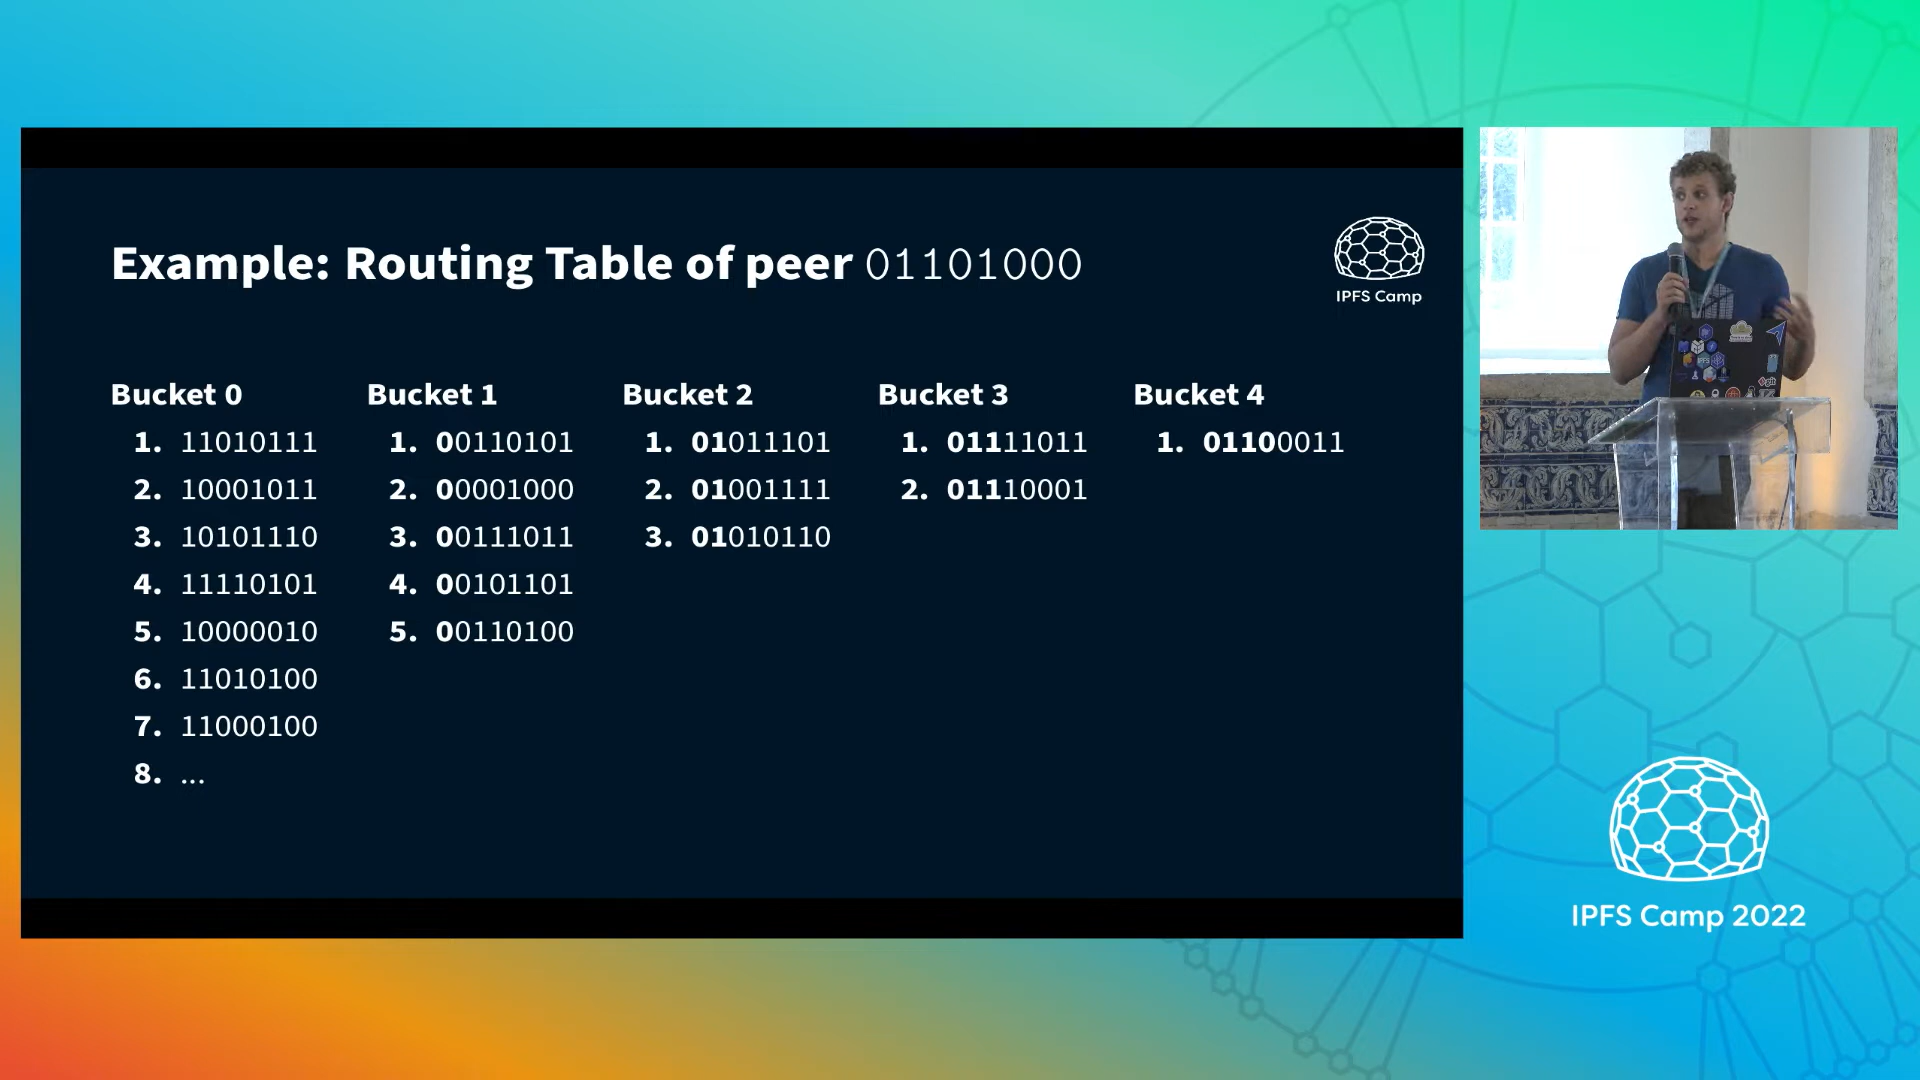 Example: Routing Table of peer 01101000
IPFS Camp
Bucket 0
1. 11010111
2. 10001011
3. 10101110
4. 11110101
5. 10000010
6. 11010100
7. 11000100
8. ...
Bucket 1
1. 00110101
2. 00001000
3. 00111011
4. 00101101
5. 00110100
Bucket 2
1. 01011101
2. 01001111
3. 01010110
Bucket 3
1. 01111011
2. 01110001
Bucket 4
1. 01100011
IPFS
git
IPFS Camp 2022